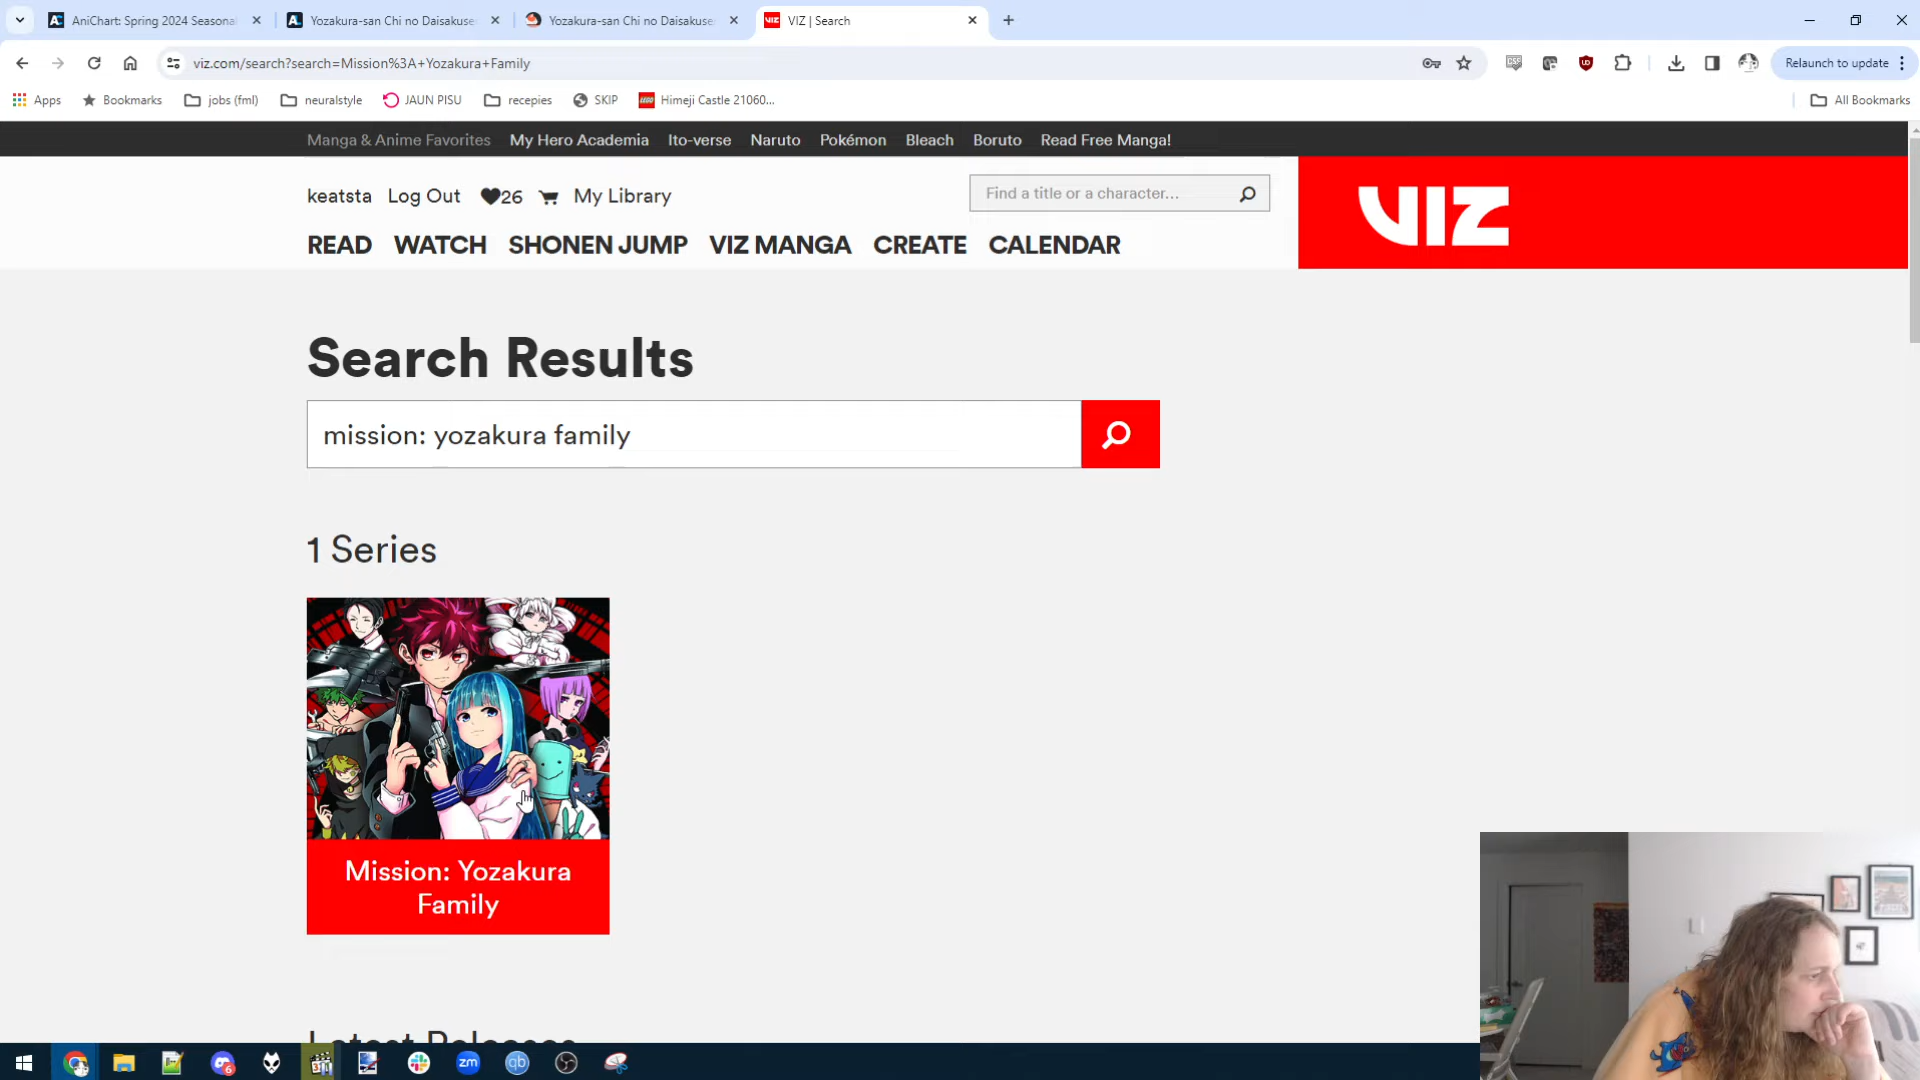 AniChart: Spring 2024 Seasonal
Yozakura-san Chi no Daisakuse
Yozakura-san Chi no Daisakuse
VIZ | Search
viz.com/search?search=Mission%3A+Yozakura+Family
Relaunch to update
Apps
Bookmarks
jobs (fml)
neuralstyle
JAUN PISU
recepies
SKIP
Himeji Castle 21060...
All Bookmarks
Manga & Anime Favorites
My Hero Academia
Ito-verse
Naruto
Pokémon
Bleach
Boruto
Read Free Manga!
keatsta
Log Out
26
My Library
Find a title or a character...
VIZ
READ
WATCH
SHONEN JUMP
VIZ MANGA
CREATE
CALENDAR
Search Results
mission: yozakura family
1 Series
Mission: Yozakura
Family
Latest Releases